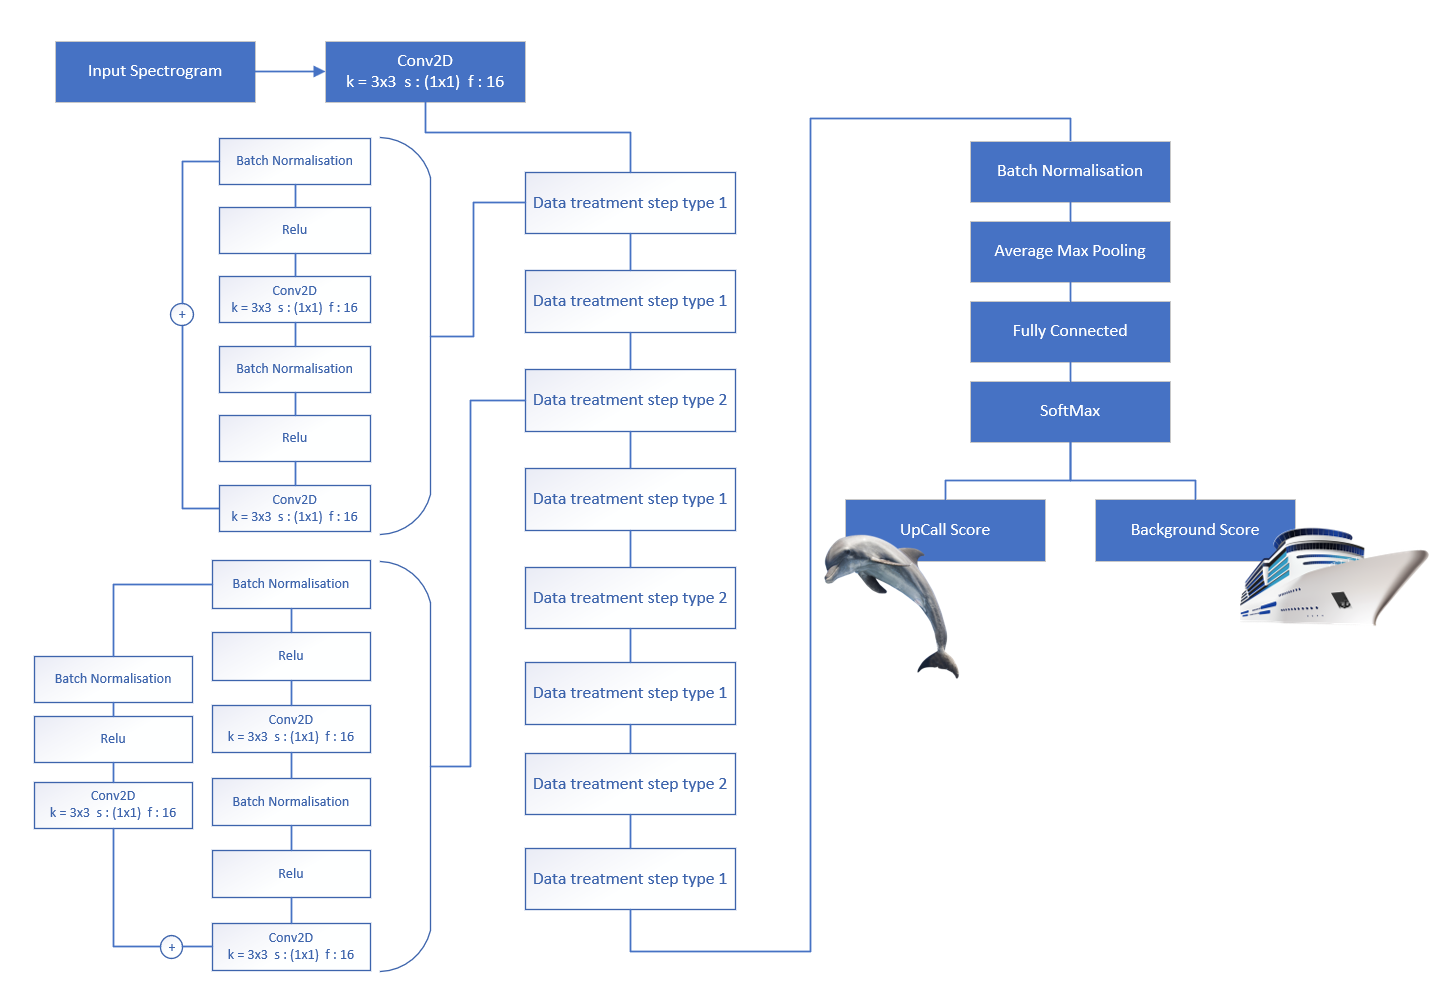 Input Spectrogram
Conv2D
k = 3x3 s : (1x1) f : 16
Batch Normalisation
Relu
Conv2D
k = 3x3 s : (1x1) f : 16
Batch Normalisation
Relu
Conv2D
k = 3x3 s : (1x1) f : 16
+
Batch Normalisation
Relu
Conv2D
k = 3x3 s : (1x1) f : 16
Batch Normalisation
Relu
Conv2D
k = 3x3 s : (1x1) f : 16
Batch Normalisation
Relu
Conv2D
k = 3x3 s : (1x1) f : 16
+
Data treatment step type 1
Data treatment step type 1
Data treatment step type 2
Data treatment step type 1
Data treatment step type 2
Data treatment step type 1
Data treatment step type 2
Data treatment step type 1
Batch Normalisation
Average Max Pooling
Fully Connected
SoftMax
UpCall Score
Background Score